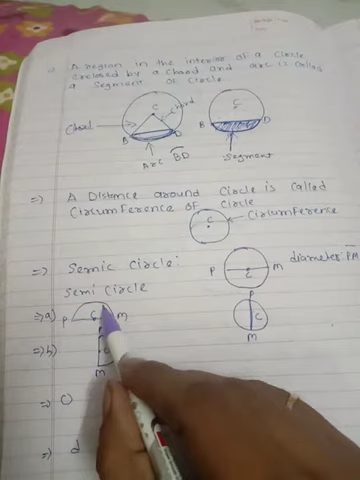 =) A region in the interior of a circle
enclosed by a chord and arc is called
a segment of circle.
C
chord
C
Chord
B
D
B
D
Arc BD
Segment
=) A Distance around Circle is called
Circumference of Circle
C
Circumference
=) Semic Circle:
diameter PM
P
C
M
Semi Circle
P
=) a)
P
C
M
C
=) b)
C
M
M
=) C
=) d